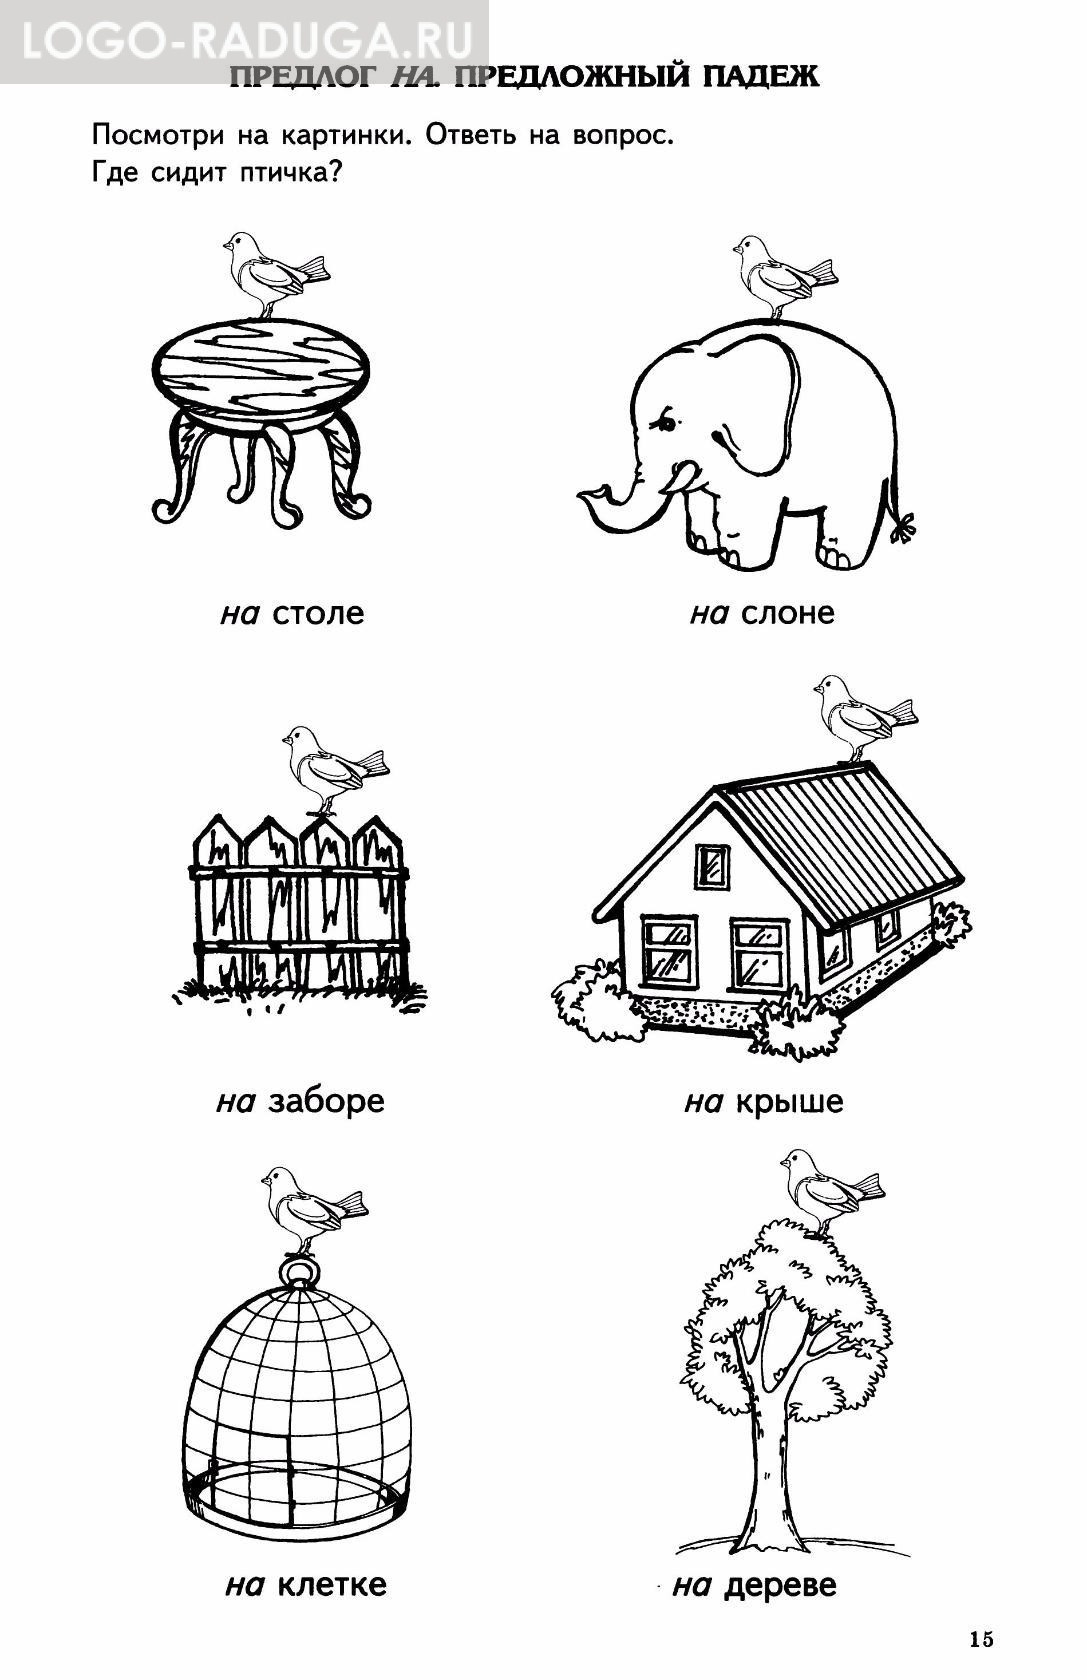 LOGO-RADUGA.RU
ПРЕДЛОГ НА. ПРЕДЛОЖНЫЙ ПАДЕЖ
Посмотри на картинки. Ответь на вопрос.
Где сидит птичка?
на столе
на слоне
на заборе
на крыше
на клетке
на дереве
15